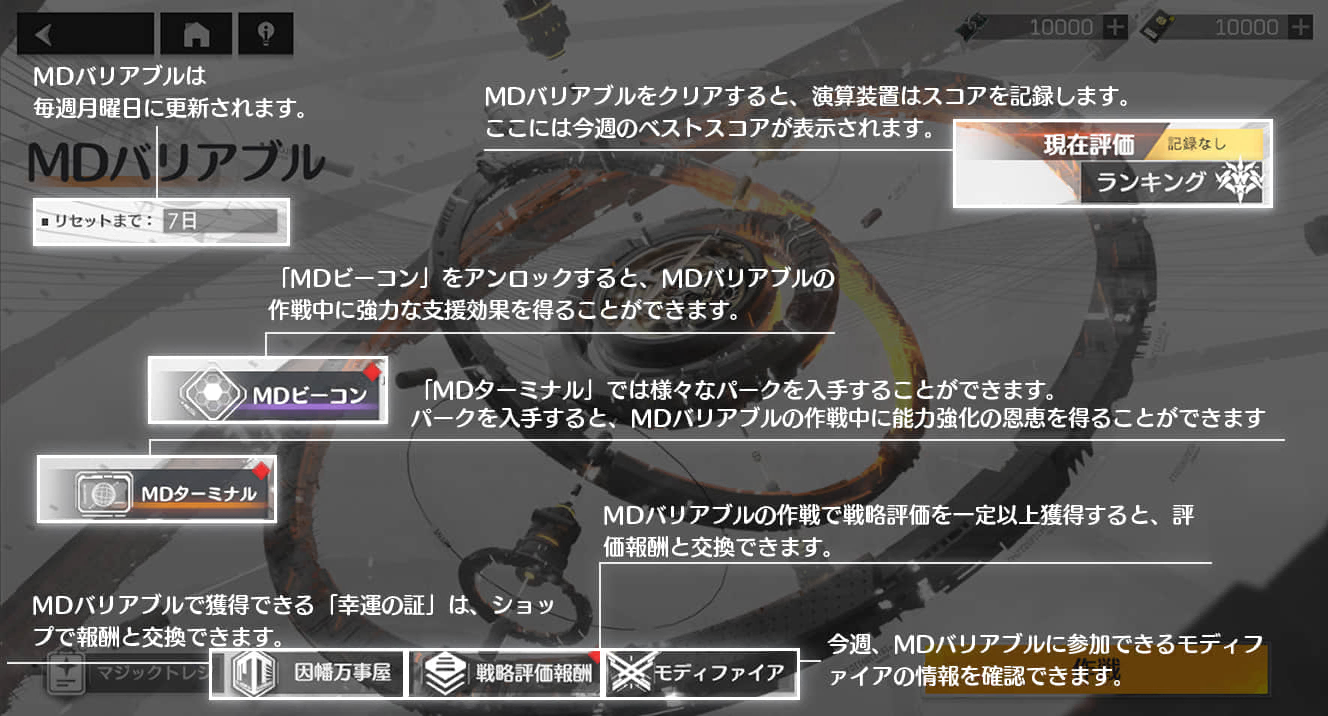 10000
10000
MDバリアブルは
毎週月曜日に更新されます。
MDバリアブルをクリアすると、演算装置はスコアを記録します。
ここには今週のベストスコアが表示されます。
MDバリアブル
現在評価
記録なし
ランキング
リセットまで：
7日
「MDビーコン」をアンロックすると、MDバリアブルの
作戦中に強力な支援効果を得ることができます。
MDビーコン
「MDターミナル」では様々なパークを入手することができます。
パークを入手すると、MDバリアブルの作戦中に能力強化の恩恵を得ることができます
MDターミナル
MDバリアブルの作戦で戦略評価を一定以上獲得すると、評
価報酬と交換できます。
MDバリアブルで獲得できる「幸運の証」は、ショッ
プで報酬と交換できます。
今週、MDバリアブルに参加できるモディフ
ァイアの情報を確認できます。
マジックトレジ
因幡万事屋
戦略評価報酬
モディファイア
作戦